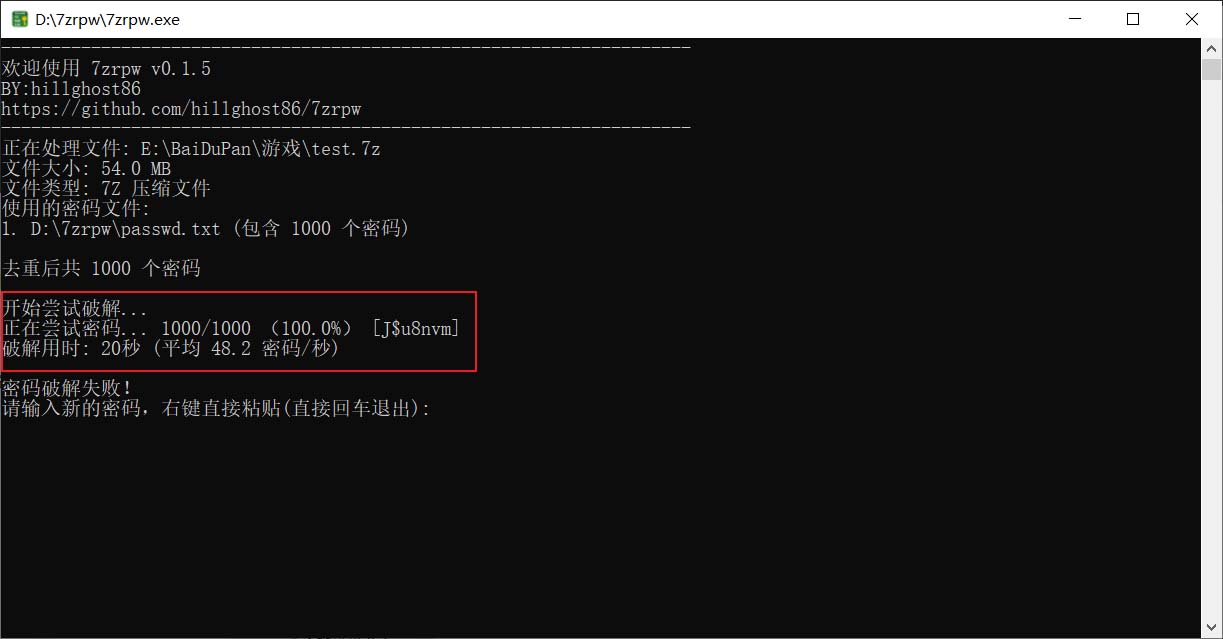 D:\7zrpw\7zrpw.exe
---------------------------------------------------------------------
欢迎使用 7zrpw v0.1.5
BY:hillghost86
https://github.com/hillghost86/7zrpw
---------------------------------------------------------------------
正在处理文件: E:\BaiDuPan\游戏\test.7z
文件大小: 54.0 MB
文件类型: 7Z 压缩文件
使用的密码文件:
1. D:\7zrpw\passwd.txt (包含 1000 个密码)
去重后共 1000 个密码
开始尝试破解...
正在尝试密码... 1000/1000 （100.0%） [J$u8nvm]
破解用时: 20秒 (平均 48.2 密码/秒)
密码破解失败!
请输入新的密码，右键直接粘贴(直接回车退出):